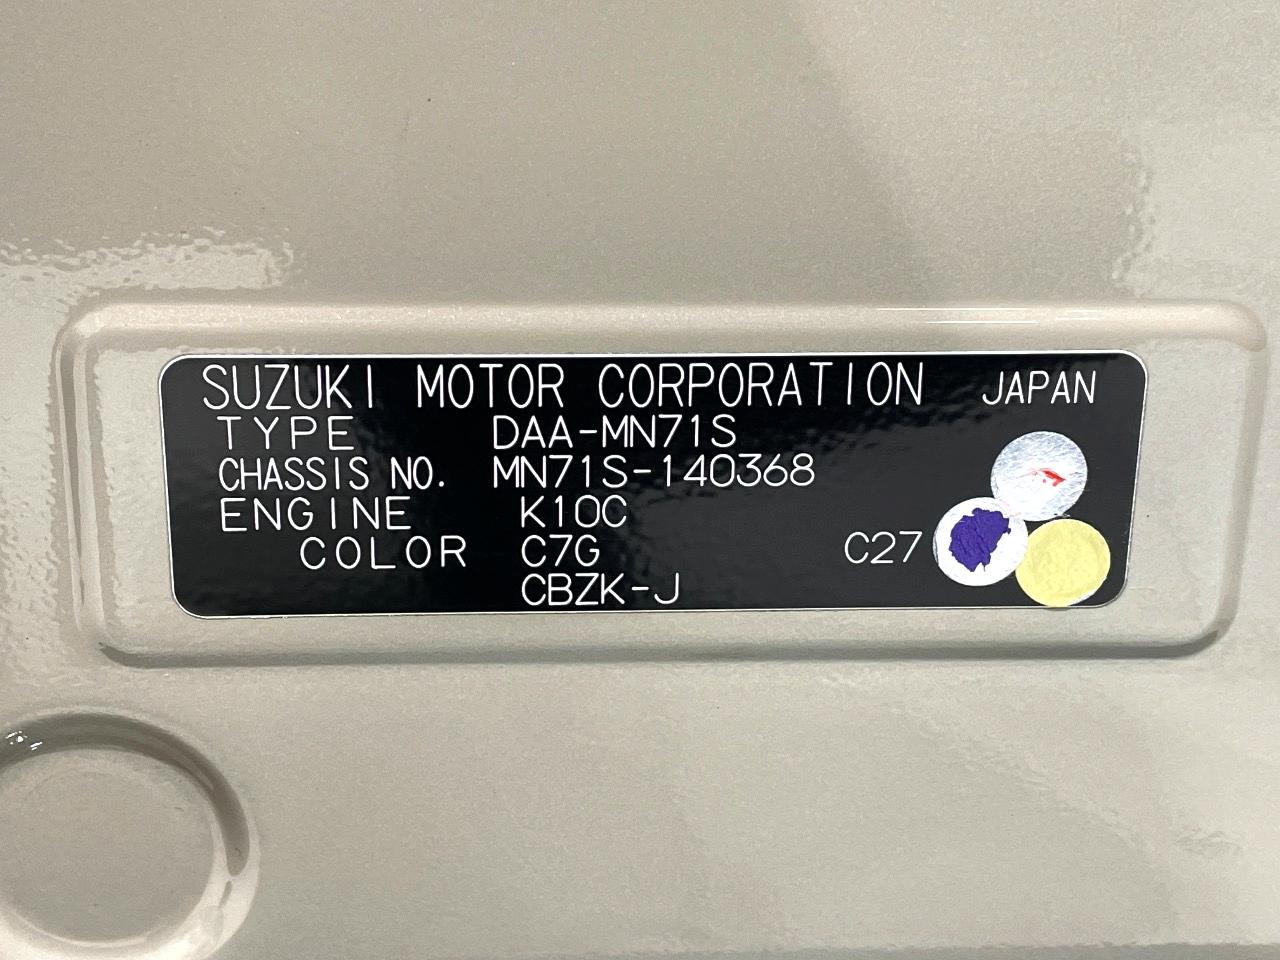 SUZUKI MOTOR CORPORATION JAPAN
TYPE DAA-MN71S
CHASSIS NO. MN71S-140368
ENGINE K10C
COLOR C7G C27
CBZK-J